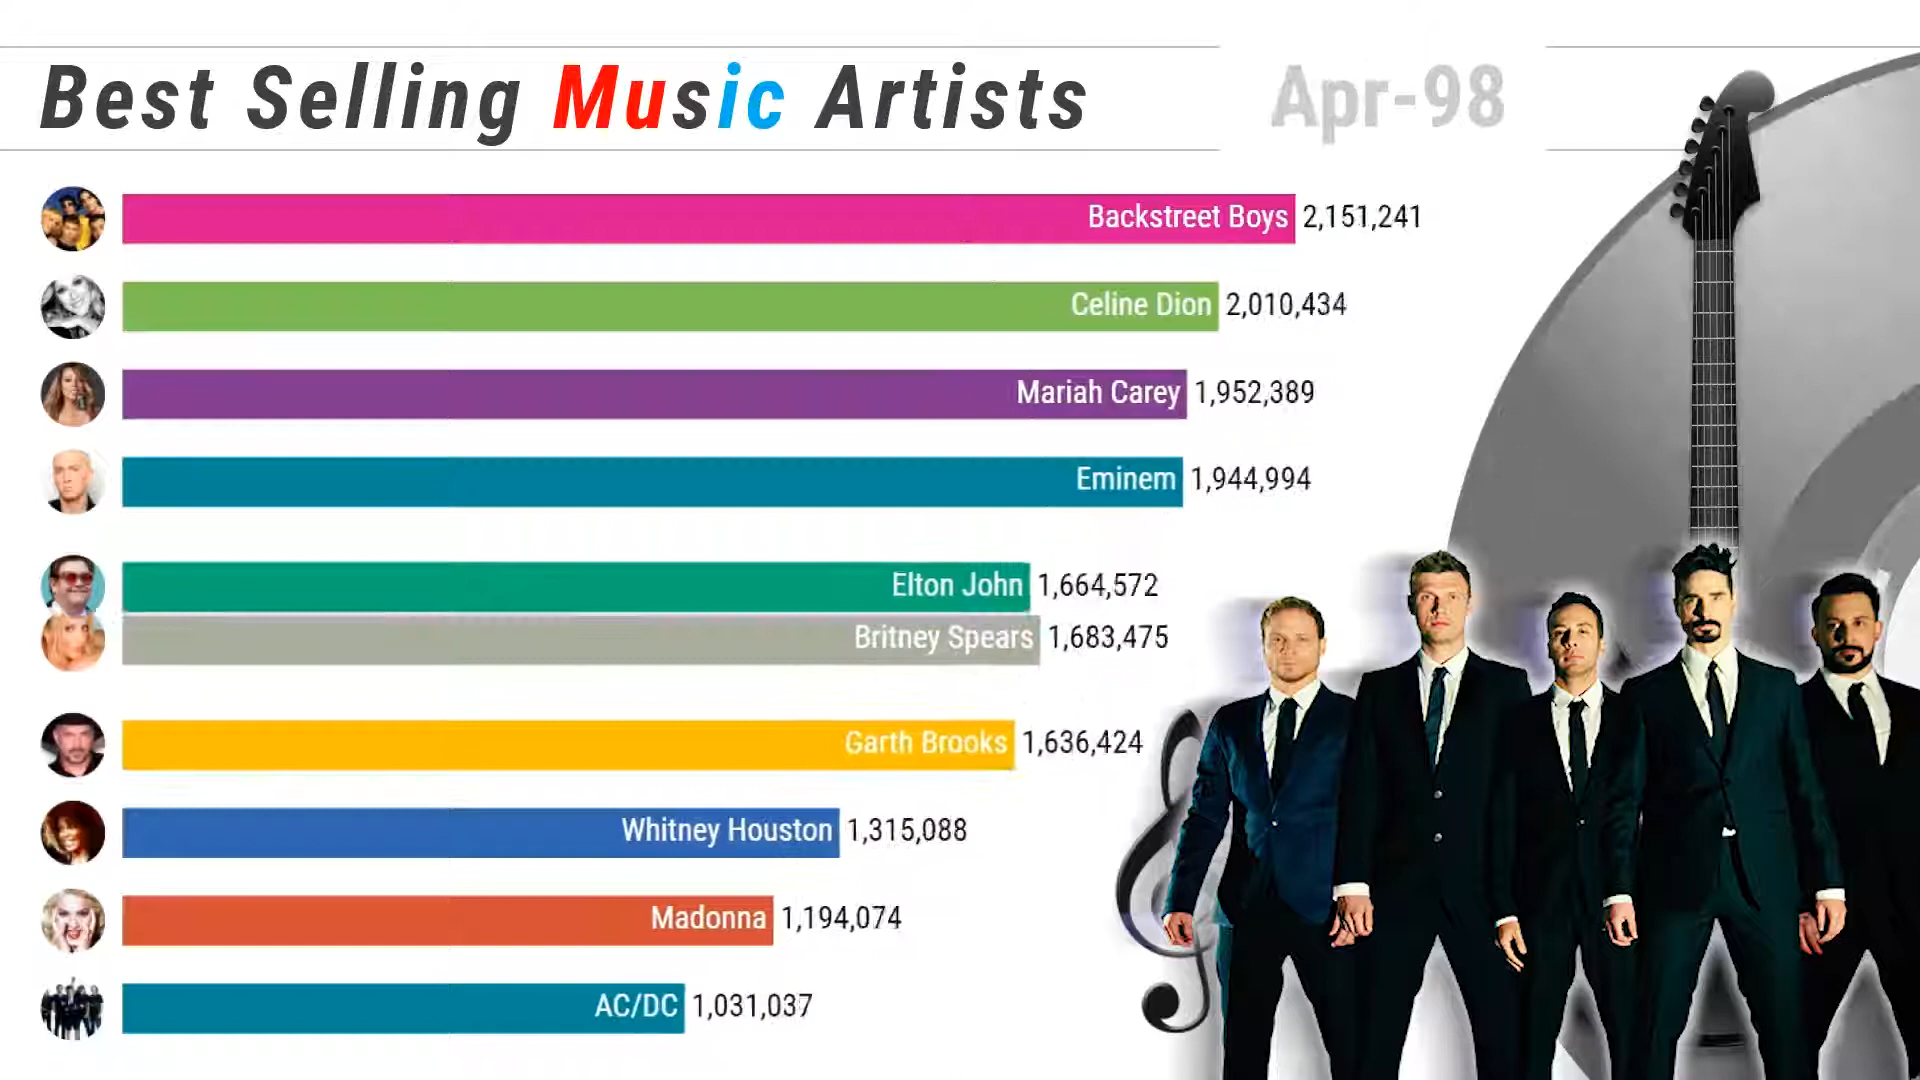 Best Selling Music Artists Apr-98
Backstreet Boys 2,151,241
Celine Dion 2,010,434
Mariah Carey 1,952,389
Eminem 1,944,994
Elton John 1,664,572
Britney Spears 1,683,475
Garth Brooks 1,636,424
Whitney Houston 1,315,088
Madonna 1,194,074
AC/DC 1,031,037